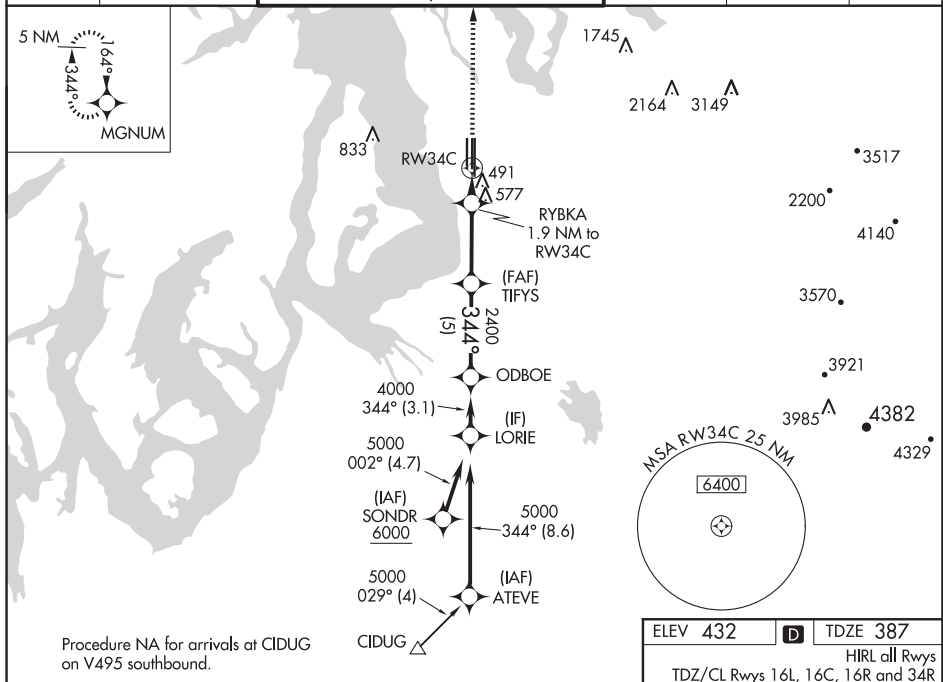 5 NM
344°
164°
MGNUM
1745
2164
3149
833
RW34C
491
577
RYBKA
1.9 NM to
RW34C
3517
2200
4140
(FAF)
TIFYS
3570
2400
344°
(5)
ODBOE
3921
4000
344° (3.1)
3985
4382
(IF)
LORIE
4329
5000
002° (4.7)
MSA RW34C 25 NM
6400
(IAF)
SONDR
6000
5000
344° (8.6)
5000
029° (4)
(IAF)
ATEVE
CIDUG
Procedure NA for arrivals at CIDUG
on V495 southbound.
ELEV 432 D TDZE 387
HIRL all Rwys
TDZ/CL Rwys 16L, 16C, 16R and 34R